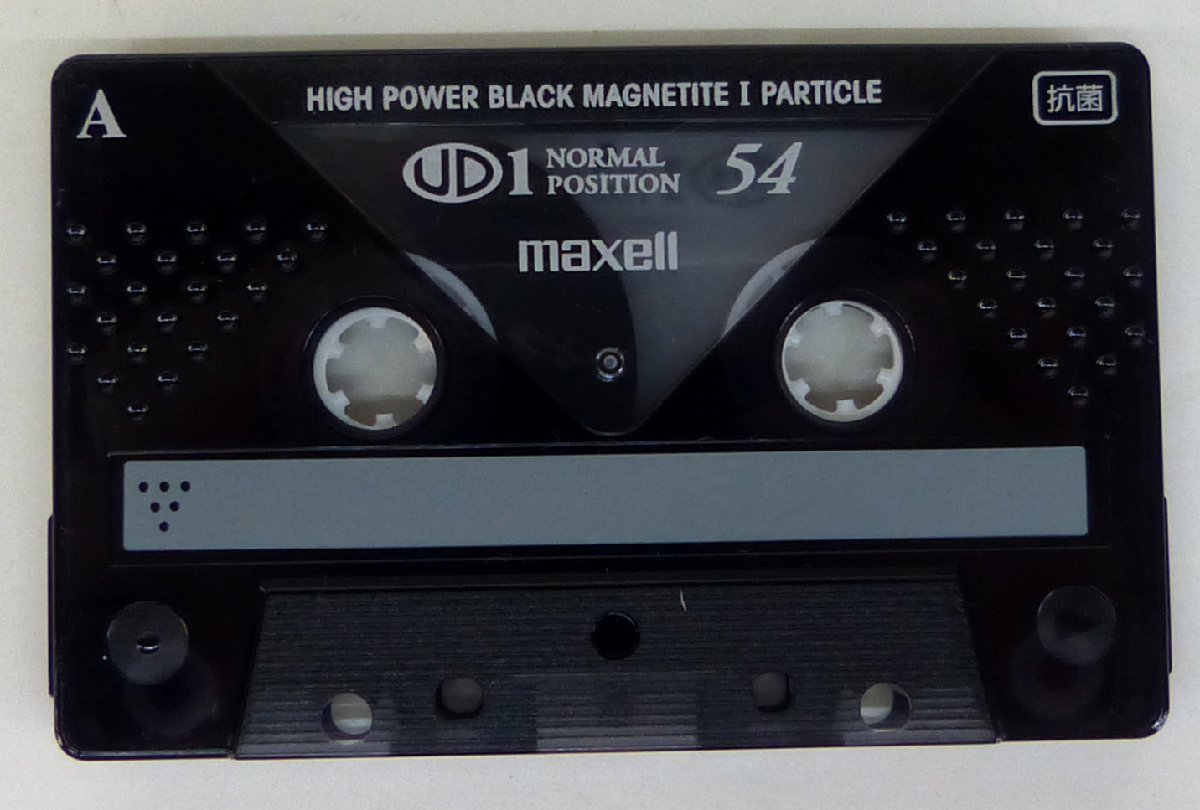 HIGH POWER BLACK MAGNETITE I PARTICLE
A
抗菌
UD1 NORMAL POSITION 54
maxell